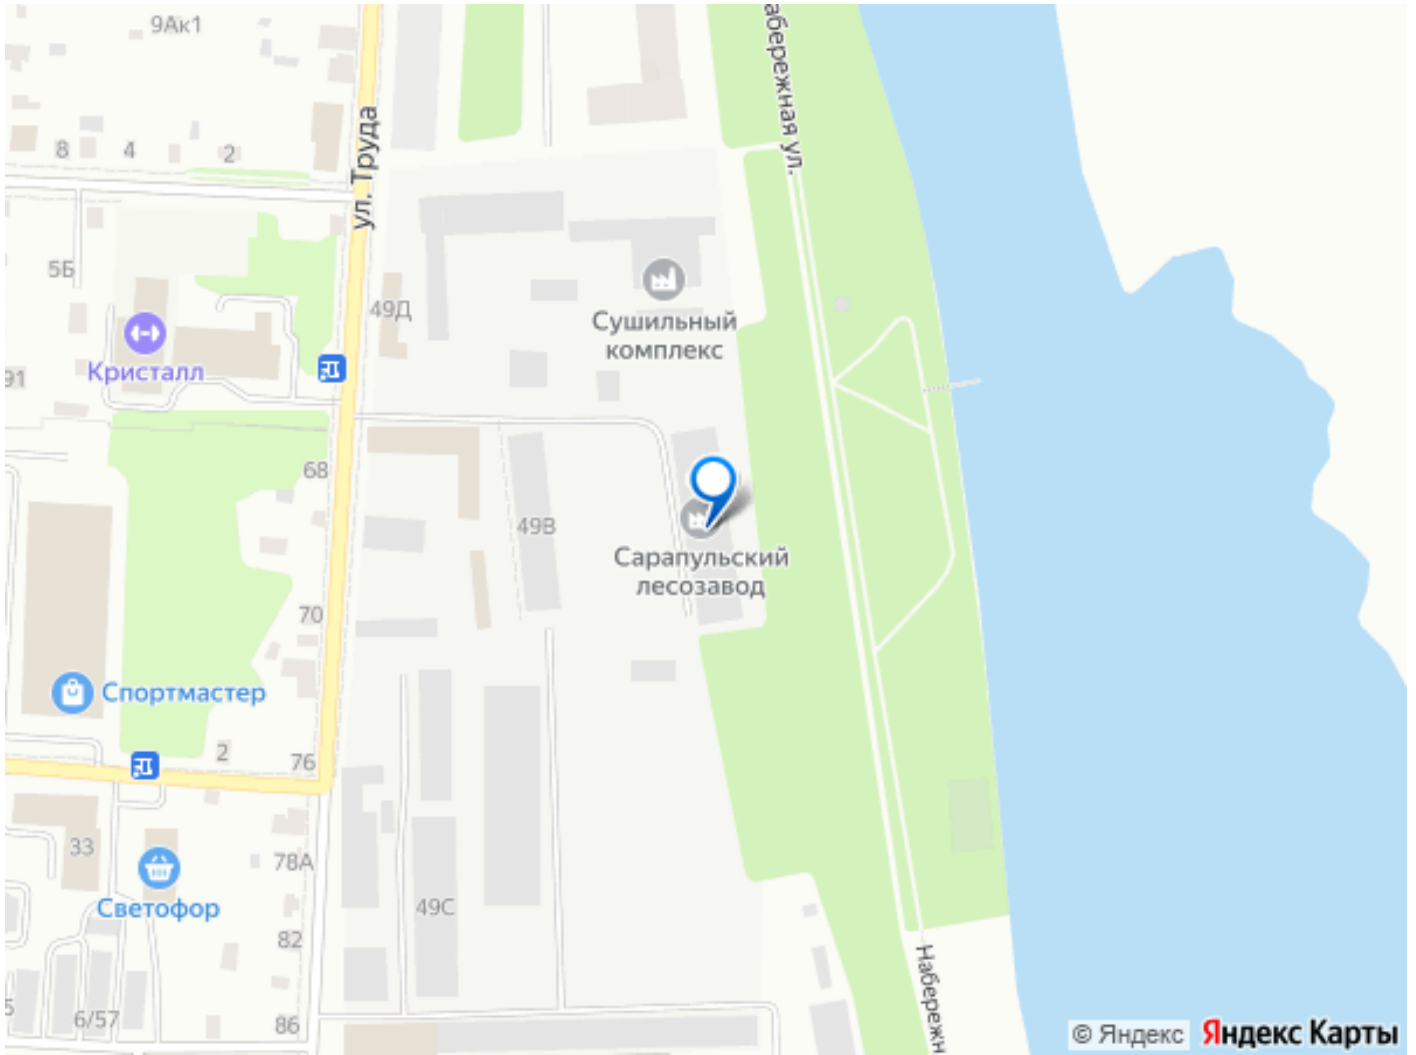 9Ак1
абережная ул.
ул. Труда
8
4
2
5Б
49Д
Сушильный
комплекс
Кристалл
91
68
49В
Сарапульский
лесозавод
70
Спортмастер
2
76
33
78А
Светофор
49С
82
Набережн
6/57
86
5
© Яндекс
Яндекс Карты